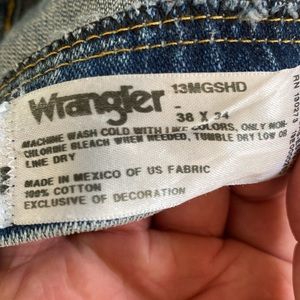 Wrangler
13MGSHD
-
38 X 34
MACHINE WASH COLD WITH LIKE COLORS, ONLY NON-
CHLORINE BLEACH WHEN NEEDED, TUMBLE DRY LOW OR
LINE DRY
MADE IN MEXICO OF US FABRIC
100% COTTON
EXCLUSIVE OF DECORATION